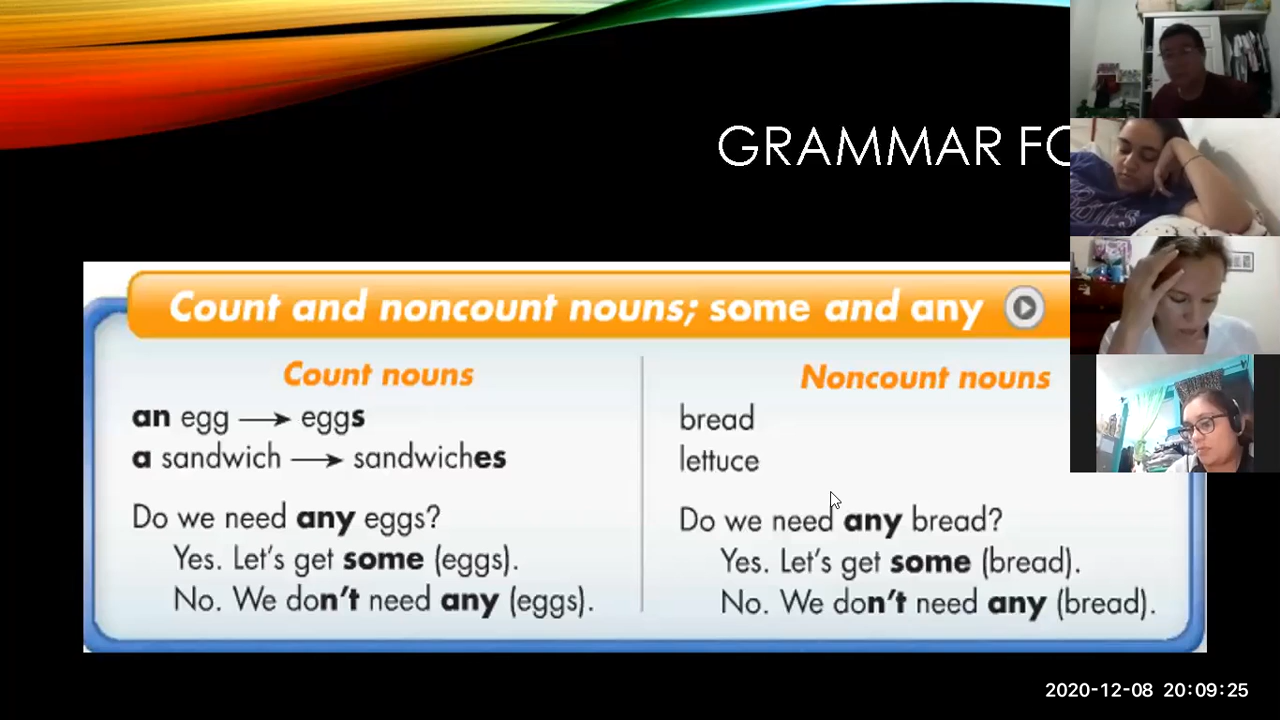 GRAMMAR FO
Count and noncount nouns; some and any
Count nouns
an egg → eggs
a sandwich → sandwiches
Do we need any eggs?
Yes. Let's get some (eggs).
No. We don't need any (eggs).
Noncount nouns
bread
lettuce
Do we need any bread?
Yes. Let's get some (bread).
No. We don't need any (bread).
2020-12-08 20:09:25